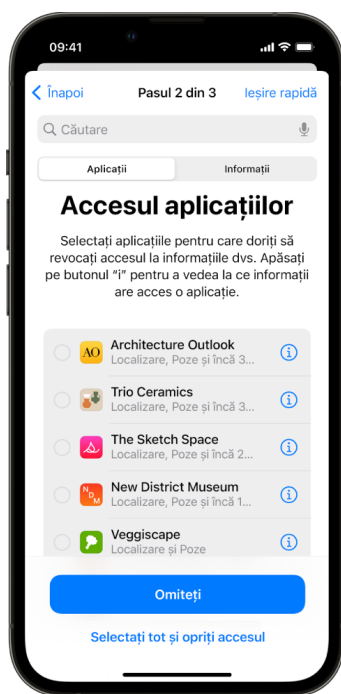 09:41
Înapoi
Pasul 2 din 3
Ieșire rapidă
Căutare
Aplicații
Informații
Accesul aplicațiilor
Selectați aplicațiile pentru care doriți să
revocați accesul la informațiile dvs. Apăsați
pe butonul "i" pentru a vedea la ce informații
are acces o aplicație.
AO
Architecture Outlook
Localizare, Poze și încă 3...
Trio Ceramics
Localizare, Poze și încă 3...
The Sketch Space
Localizare, Poze și încă 2...
NDM
New District Museum
Localizare, Poze și încă 1...
Veggiscape
Localizare și Poze
Omiteți
Selectați tot și opriți accesul